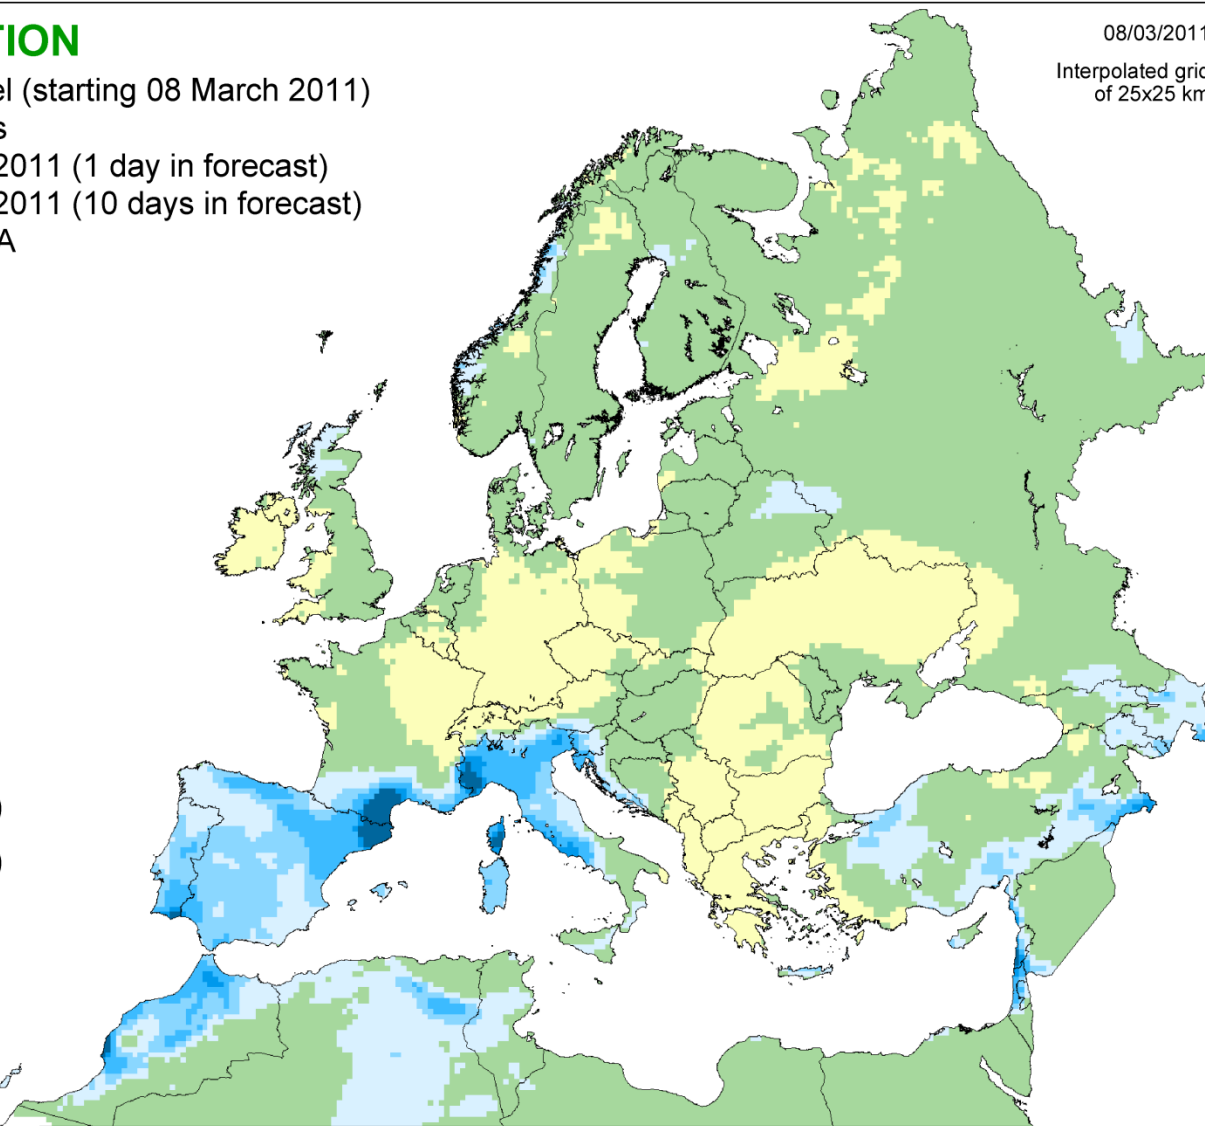 TION
el (starting 08 March 2011)
s
2011 (1 day in forecast)
2011 (10 days in forecast)
A
08/03/2011
Interpolated grid
of 25x25 km
)
)